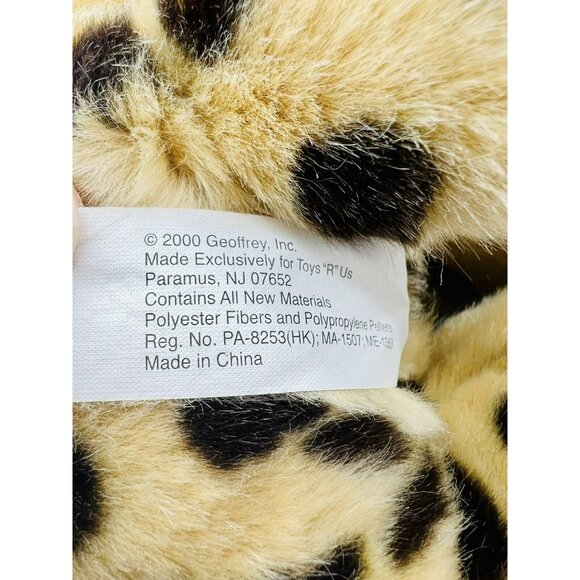 © 2000 Geoffrey, Inc.
Made Exclusively for Toys "R" Us
Paramus, NJ 07652
Contains All New Materials
Polyester Fibers and Polypropylene Pellets
Reg. No. PA-8253(HK); MA-1507;
Made in China